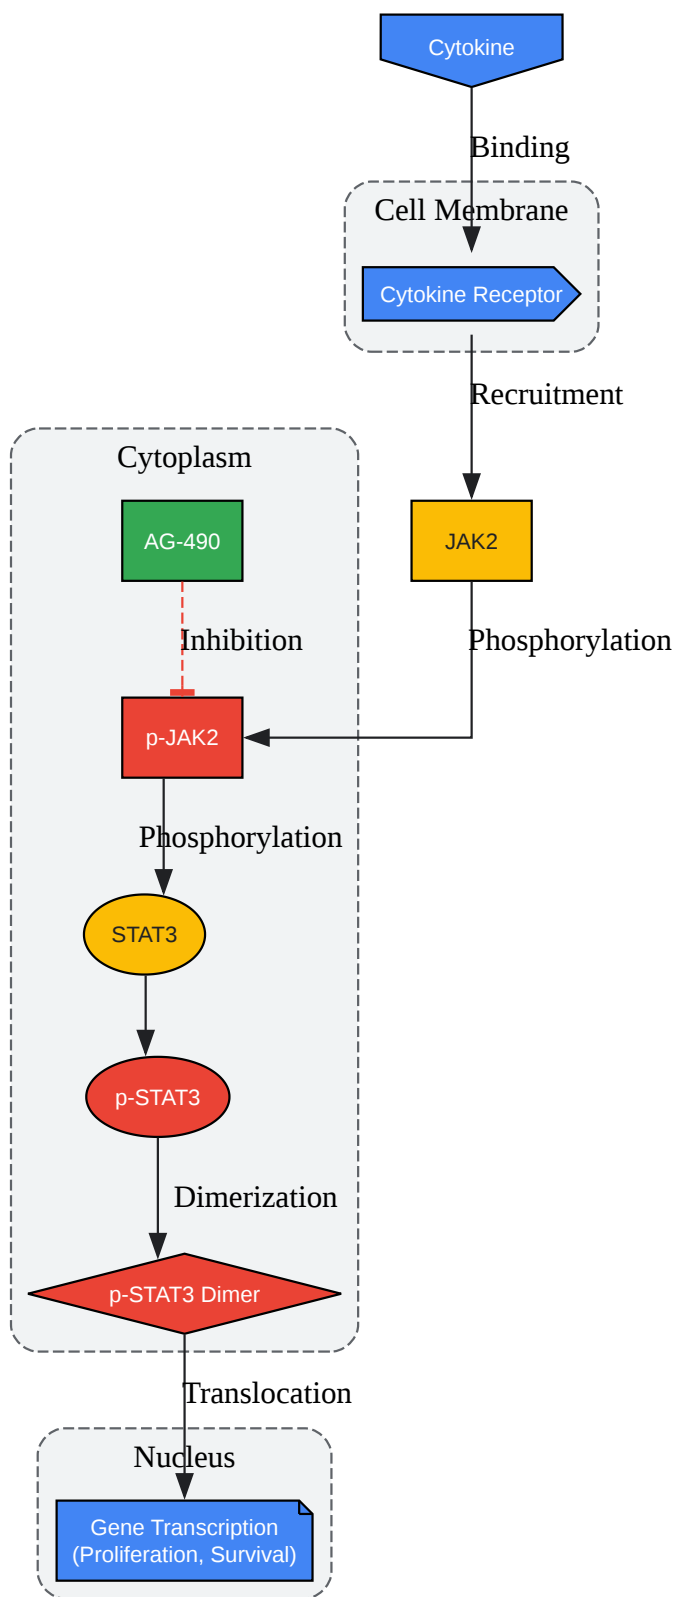 Cytokine
Binding
Cell Membrane
Cytokine Receptor
Recruitment
Cytoplasm
AG-490
JAK2
Inhibition
Phosphorylation
p-JAK2
Phosphorylation
STAT3
p-STAT3
Dimerization
p-STAT3 Dimer
Translocation
Nucleus
Gene Transcription
(Proliferation, Survival)